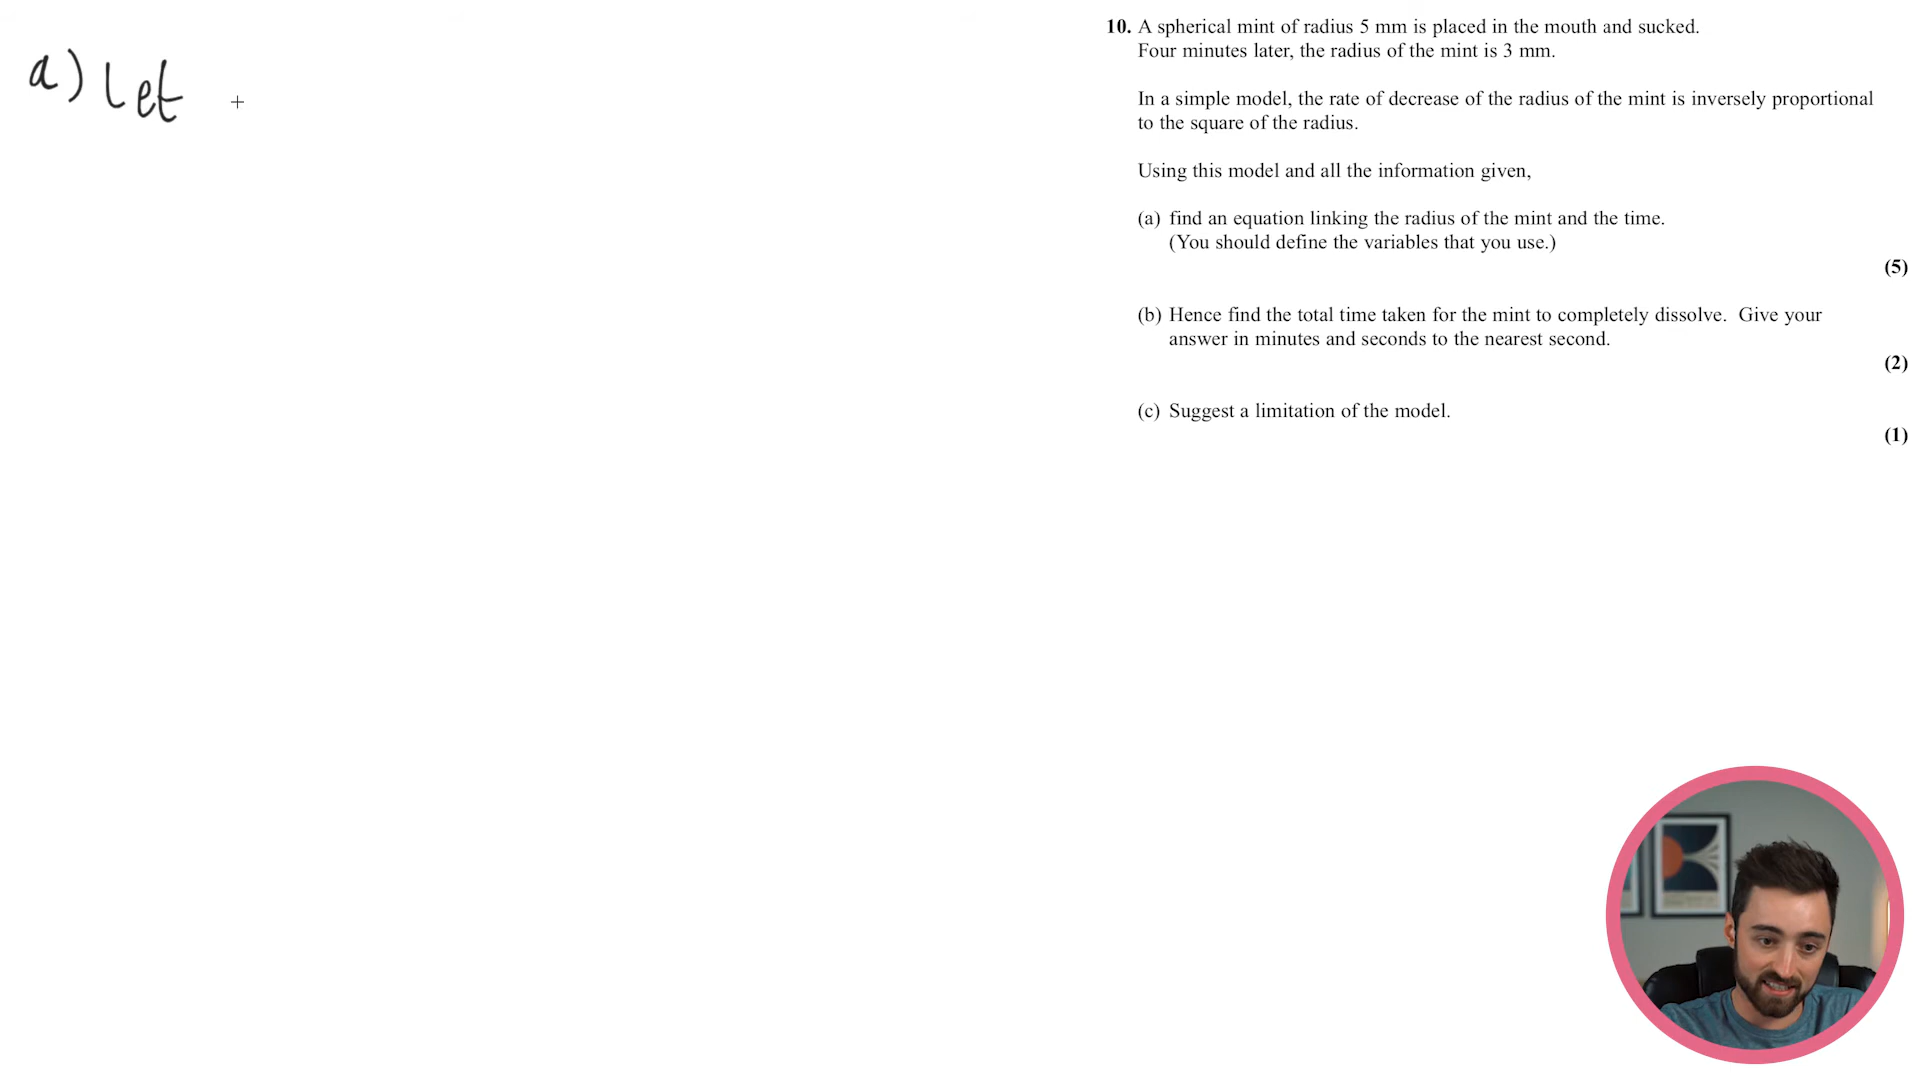 a) Let
10. A spherical mint of radius 5 mm is placed in the mouth and sucked.
Four minutes later, the radius of the mint is 3 mm.
In a simple model, the rate of decrease of the radius of the mint is inversely proportional
to the square of the radius.
Using this model and all the information given,
(a) find an equation linking the radius of the mint and the time.
(You should define the variables that you use.)
(5)
(b) Hence find the total time taken for the mint to completely dissolve. Give your
answer in minutes and seconds to the nearest second.
(2)
(c) Suggest a limitation of the model.
(1)